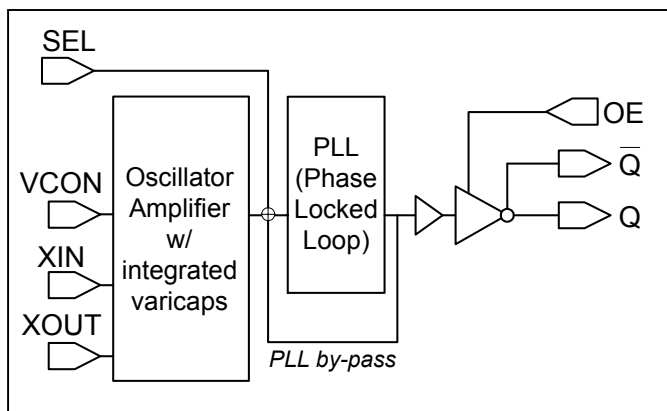 SEL
VCON
XIN
XOUT
Oscillator
Amplifier
w/
integrated
varicaps
PLL
(Phase
Locked
Loop)
PLL by-pass
OE
Q̅
Q